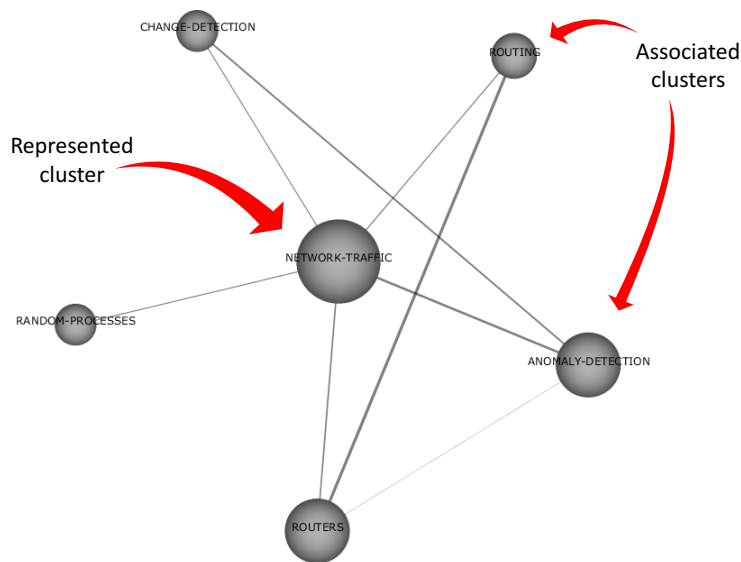 CHANGE-DETECTION
ROUTING
Associated
clusters
Represented
cluster
NETWORK-TRAFFIC
RANDOM-PROCESSES
ANOMALY-DETECTION
ROUTERS